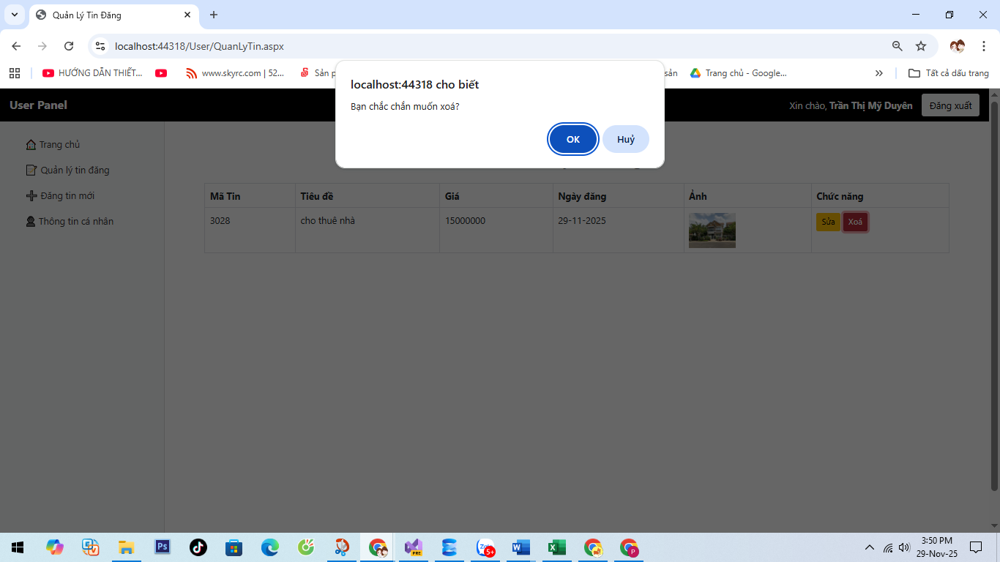 Quản Lý Tin Đăng
localhost:44318/User/QuanLyTin.aspx
HƯỚNG DẪN THIẾT...
www.skyrc.com | 52...
Sản p
sản
Trang chủ - Google...
Tất cả dấu trang
localhost:44318 cho biết
Bạn chắc chắn muốn xoá?
OK
Huỷ
User Panel
Xin chào, Trần Thị Mỹ Duyên
Đăng xuất
Trang chủ
Quản lý tin đăng
Đăng tin mới
Thông tin cá nhân
Mã Tin
Tiêu đề
Giá
Ngày đăng
Ảnh
Chức năng
3028
cho thuê nhà
15000000
29-11-2025
Sửa
Xoá
Ps
PRE
Zalo
5+
W
X
P
3:50 PM
29-Nov-25